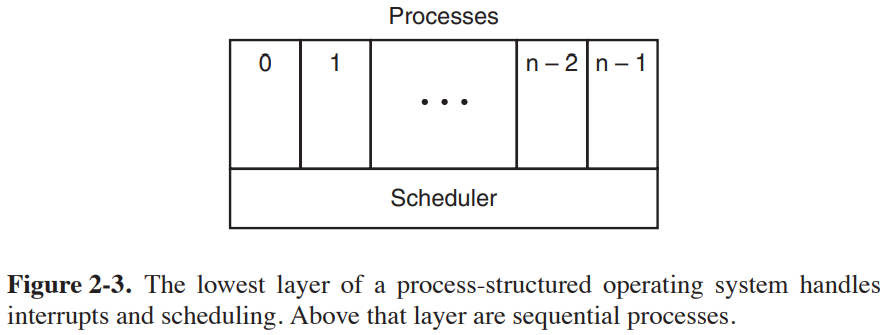 Processes
0 1 • • • n – 2 n – 1
Scheduler
Figure 2-3. The lowest layer of a process-structured operating system handles
interrupts and scheduling. Above that layer are sequential processes.